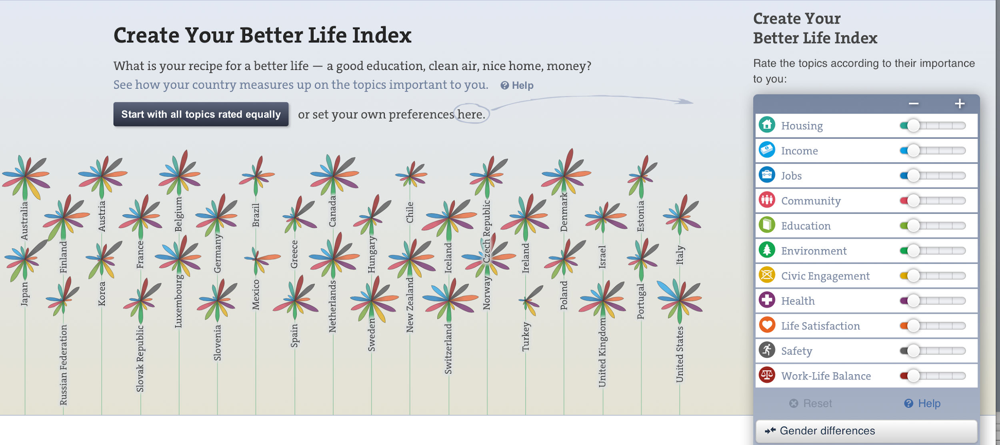 Create Your Better Life Index
What is your recipe for a better life — a good education, clean air, nice home, money?
See how your country measures up on the topics important to you.
? Help
Start with all topics rated equally
or set your own preferences here.
Australia
Austria
Belgium
Brazil
Canada
Chile
Czech Republic
Denmark
Estonia
Finland
France
Germany
Greece
Hungary
Iceland
Ireland
Israel
Italy
Japan
Korea
Luxembourg
Mexico
Netherlands
New Zealand
Norway
Poland
Portugal
Russian Federation
Slovak Republic
Slovenia
Spain
Sweden
Switzerland
Turkey
United Kingdom
United States
Create Your
Better Life Index
Rate the topics according to their importance
to you:
− +
Housing
Income
Jobs
Community
Education
Environment
Civic Engagement
Health
Life Satisfaction
Safety
Work-Life Balance
Reset
? Help
Gender differences